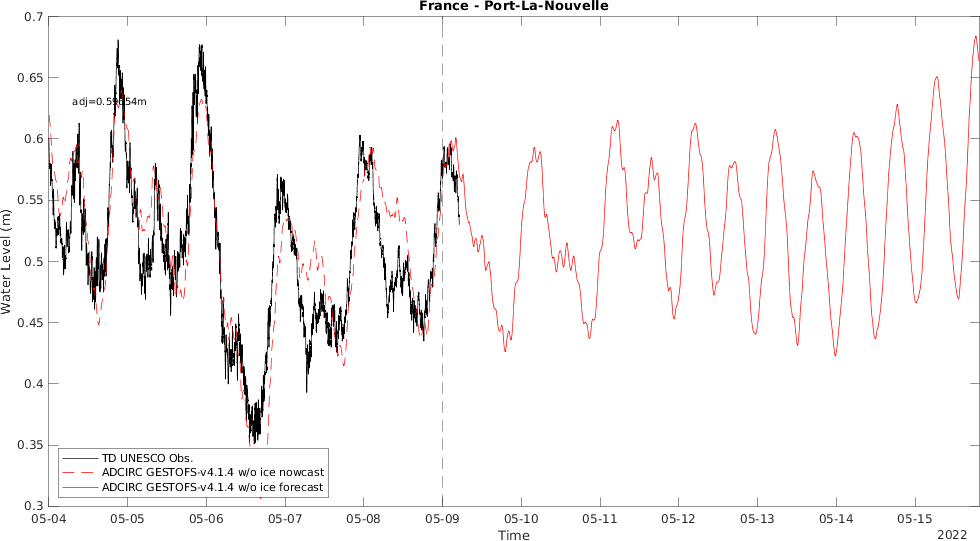 France - Port-La-Nouvelle
0.7
0.65
0.6
0.55
0.5
0.45
0.4
0.35
0.3
Water Level (m)
adj=0.59654m
TD UNESCO Obs.
ADCIRC GESTOFS-v4.1.4 w/o ice nowcast
ADCIRC GESTOFS-v4.1.4 w/o ice forecast
05-04 05-05 05-06 05-07 05-08 05-09 05-10 05-11 05-12 05-13 05-14 05-15
Time
2022